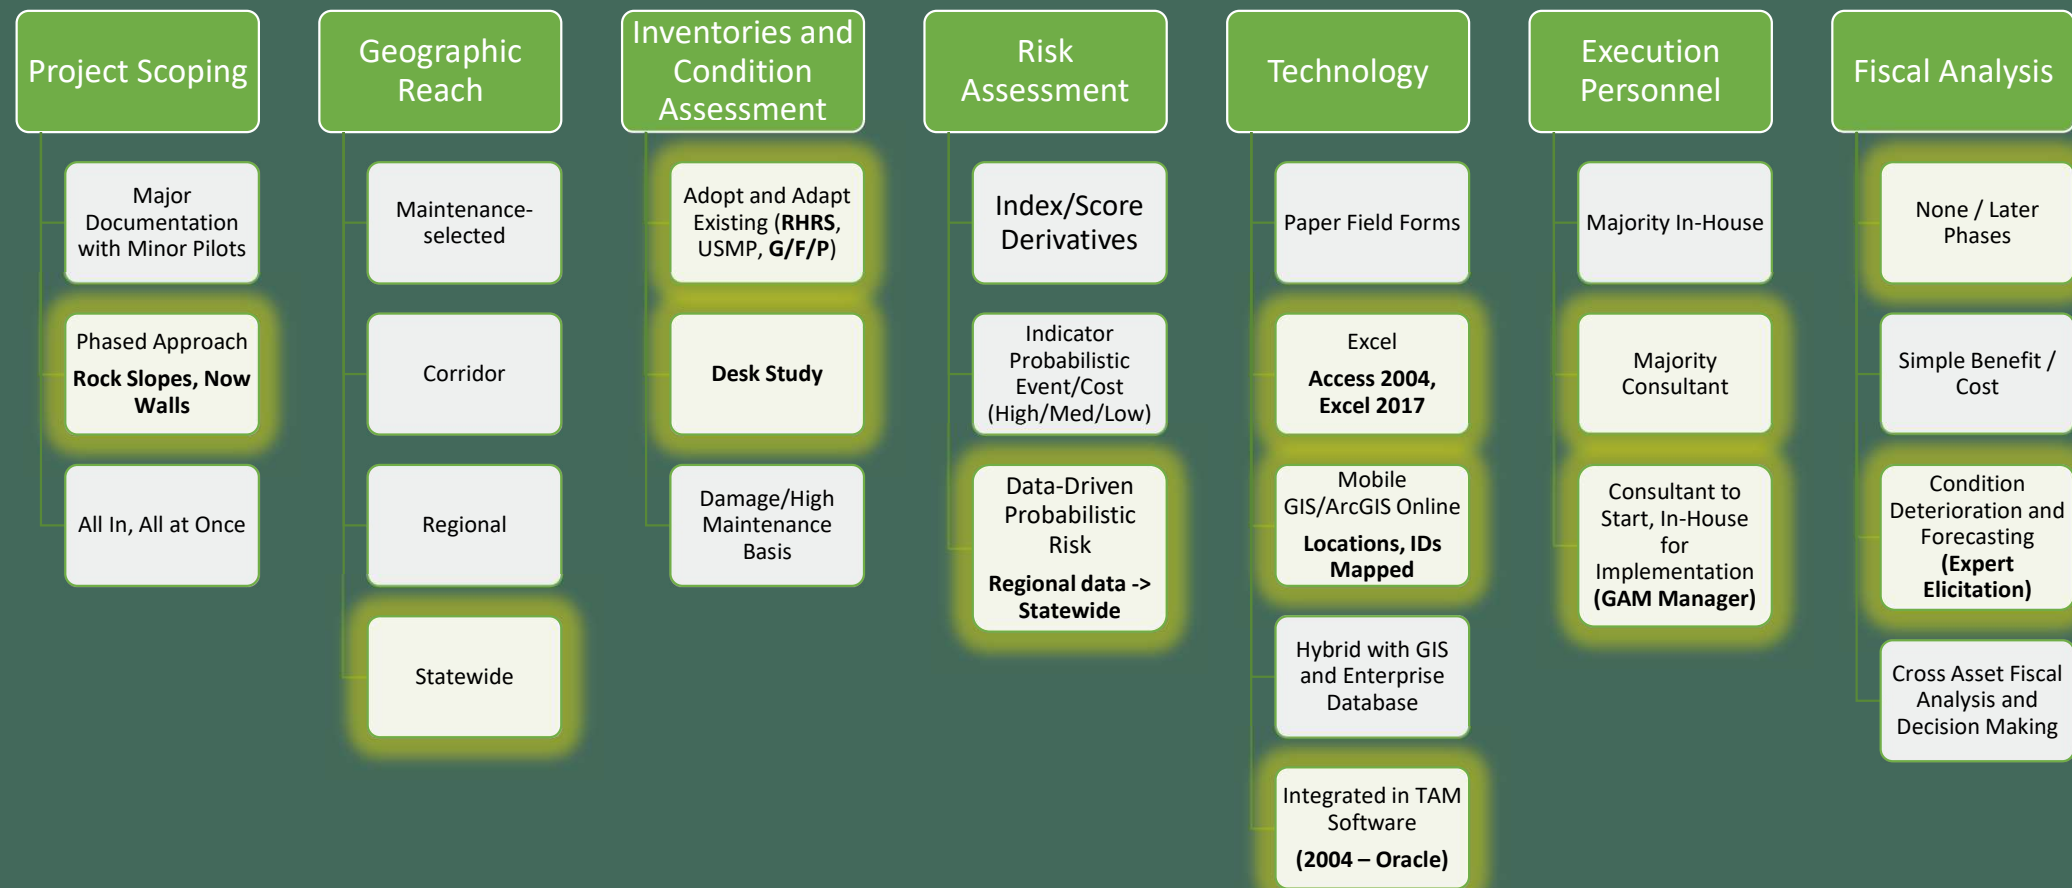 Project Scoping
Major
Documentation
with Minor Pilots
Phased Approach
Rock Slopes, Now
Walls
All In, All at Once
Geographic
Reach
Maintenance-
selected
Corridor
Regional
Statewide
Inventories and
Condition
Assessment
Adopt and Adapt
Existing (RHRS,
USMP, G/F/P)
Desk Study
Damage/High
Maintenance
Basis
Risk
Assessment
Index/Score
Derivatives
Indicator
Probabilistic
Event/Cost
(High/Med/Low)
Data-Driven
Probabilistic
Risk
Regional data ->
Statewide
Technology
Paper Field Forms
Excel
Access 2004,
Excel 2017
Mobile
GIS/ArcGIS Online
Locations, IDs
Mapped
Hybrid with GIS
and Enterprise
Database
Integrated in TAM
Software
(2004 – Oracle)
Execution
Personnel
Majority In-House
Majority
Consultant
Consultant to
Start, In-House
for
Implementation
(GAM Manager)
Fiscal Analysis
None / Later
Phases
Simple Benefit /
Cost
Condition
Deterioration and
Forecasting
(Expert
Elicitation)
Cross Asset Fiscal
Analysis and
Decision Making